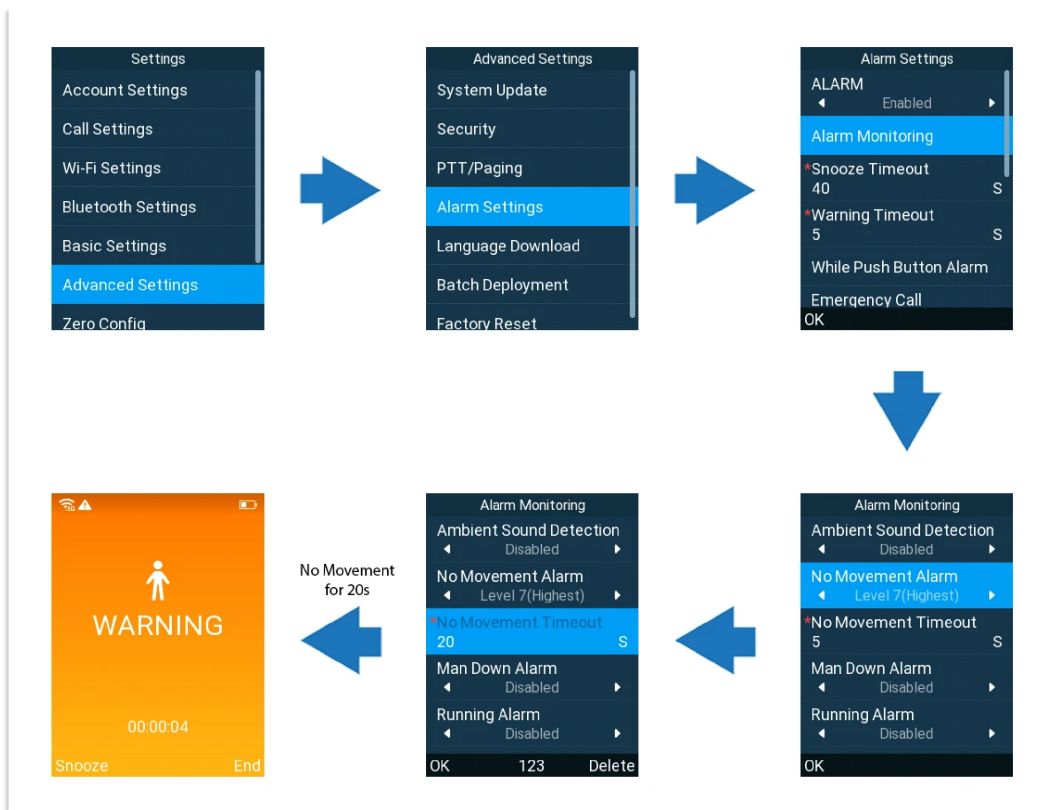 Settings
Account Settings
Call Settings
Wi-Fi Settings
Bluetooth Settings
Basic Settings
Advanced Settings
Zero Config
Advanced Settings
System Update
Security
PTT/Paging
Alarm Settings
Language Download
Batch Deployment
Factory Reset
Alarm Settings
ALARM
Enabled
Alarm Monitoring
*Snooze Timeout
40 S
*Warning Timeout
5 S
While Push Button Alarm
Emergency Call
OK
Alarm Monitoring
Ambient Sound Detection
Disabled
No Movement Alarm
Level 7(Highest)
*No Movement Timeout
5 S
Man Down Alarm
Disabled
Running Alarm
Disabled
OK
Alarm Monitoring
Ambient Sound Detection
Disabled
No Movement Alarm
Level 7(Highest)
*No Movement Timeout
20 S
Man Down Alarm
Disabled
Running Alarm
Disabled
OK 123 Delete
No Movement
for 20s
WARNING
00:00:04
Snooze End